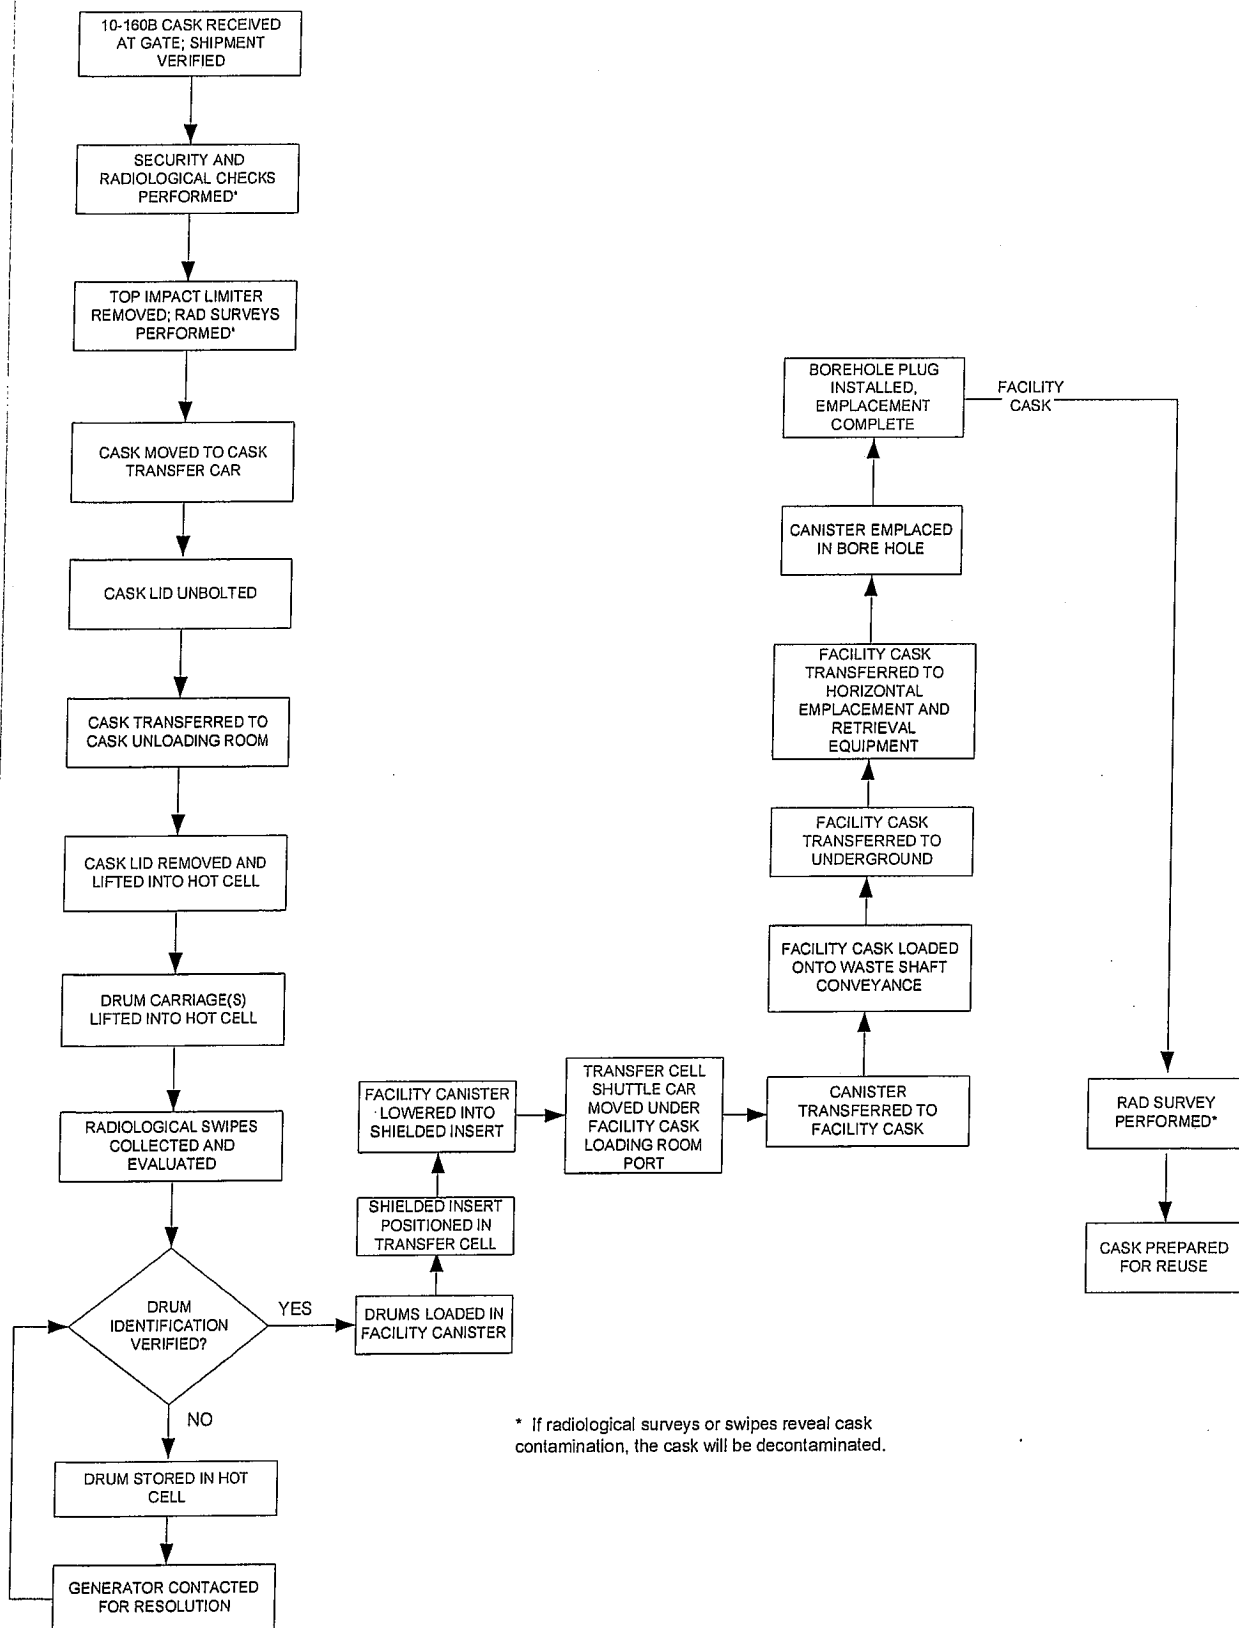 10-160B CASK RECEIVED
AT GATE; SHIPMENT
VERIFIED
SECURITY AND
RADIOLOGICAL CHECKS
PERFORMED*
TOP IMPACT LIMITER
REMOVED; RAD SURVEYS
PERFORMED*
CASK MOVED TO CASK
TRANSFER CAR
CASK LID UNBOLTED
CASK TRANSFERRED TO
CASK UNLOADING ROOM
CASK LID REMOVED AND
LIFTED INTO HOT CELL
DRUM CARRIAGE(S)
LIFTED INTO HOT CELL
RADIOLOGICAL SWIPES
COLLECTED AND
EVALUATED
DRUM
IDENTIFICATION
VERIFIED?
NO
DRUM STORED IN HOT
CELL
GENERATOR CONTACTED
FOR RESOLUTION
YES
DRUMS LOADED IN
FACILITY CANISTER
SHIELDED INSERT
POSITIONED IN
TRANSFER CELL
FACILITY CANISTER
LOWERED INTO
SHIELDED INSERT
TRANSFER CELL
SHUTTLE CAR
MOVED UNDER
FACILITY CASK
LOADING ROOM
PORT
CANISTER
TRANSFERRED TO
FACILITY CASK
FACILITY CASK LOADED
ONTO WASTE SHAFT
CONVEYANCE
FACILITY CASK
TRANSFERRED TO
UNDERGROUND
FACILITY CASK
TRANSFERRED TO
HORIZONTAL
EMPLACEMENT AND
RETRIEVAL
EQUIPMENT
CANISTER EMPLACED
IN BORE HOLE
BOREHOLE PLUG
INSTALLED,
EMPLACEMENT
COMPLETE
FACILITY
CASK
RAD SURVEY
PERFORMED*
CASK PREPARED
FOR REUSE
* If radiological surveys or swipes reveal cask
contamination, the cask will be decontaminated.